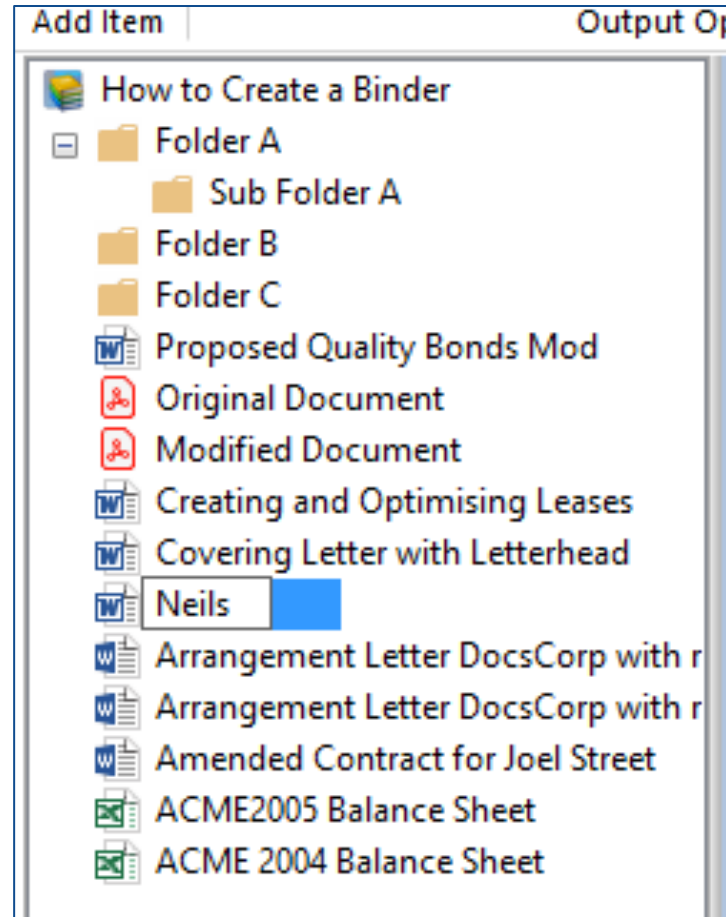 Add Item Output Op
How to Create a Binder
Folder A
Sub Folder A
Folder B
Folder C
Proposed Quality Bonds Mod
Original Document
Modified Document
Creating and Optimising Leases
Covering Letter with Letterhead
Neils
Arrangement Letter DocsCorp with r
Arrangement Letter DocsCorp with r
Amended Contract for Joel Street
ACME2005 Balance Sheet
ACME 2004 Balance Sheet